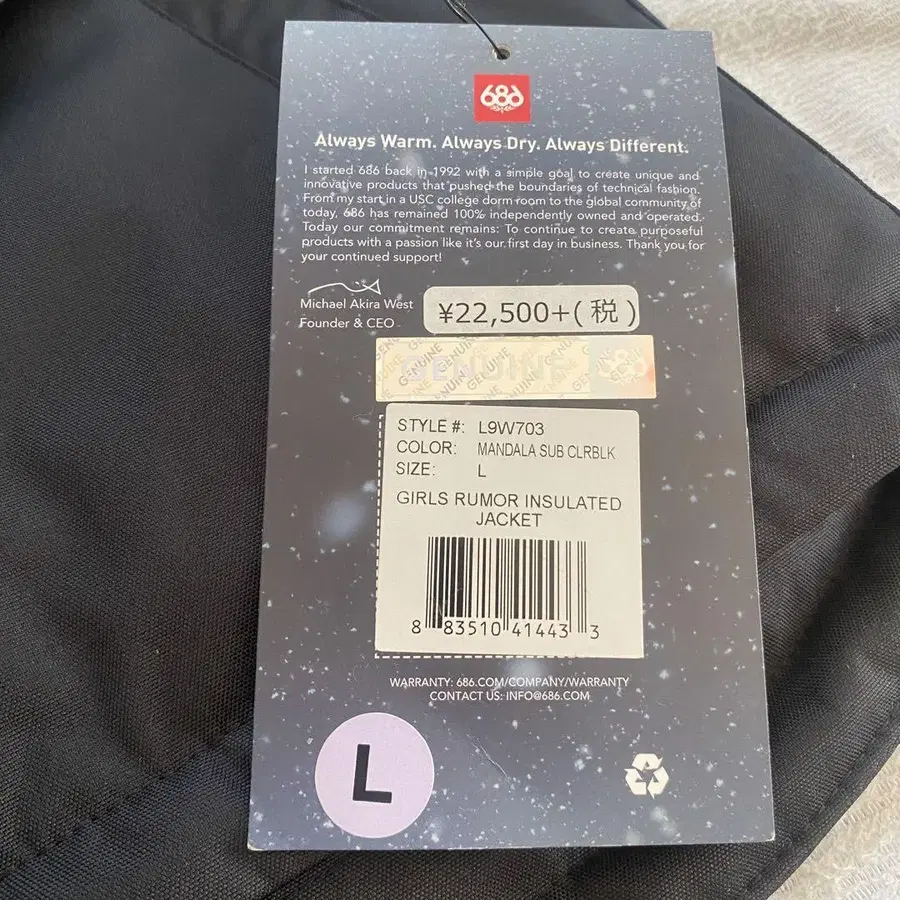 686
Always Warm. Always Dry. Always Different.
I started 686 back in 1992 with a simple goal to create unique and
innovative products that pushed the boundaries of technical fashion.
From my start in a USC college dorm room to the global community of
today, 686 has remained 100% independently owned and operated.
Today our commitment remains: To continue to create purposeful
products with a passion like it's our first day in business. Thank you for
your continued support!
Michael Akira West
Founder & CEO
¥22,500+(税)
GENUINE 686
STYLE #: L9W703
COLOR: MANDALA SUB CLRBLK
SIZE: L
GIRLS RUMOR INSULATED
JACKET
8 83510 41443 3
WARRANTY: 686.COM/COMPANY/WARRANTY
CONTACT US: INFO@686.COM
L